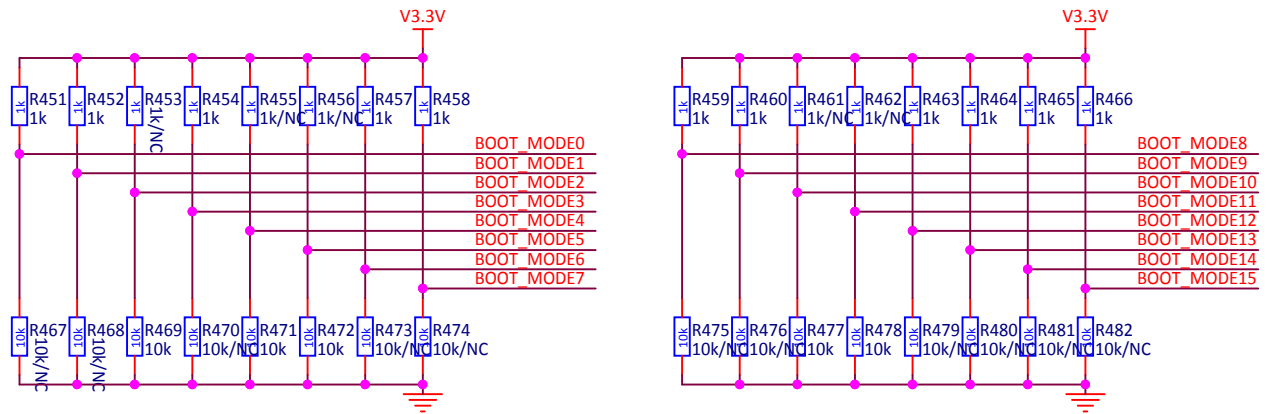 V3.3V
V3.3V
R451 R452 R453 R454 R455 R456 R457 R458
1k 1k 1k/NC 1k 1k/NC 1k/NC 1k 1k
1k 1k 1k 1k 1k 1k 1k 1k
R459 R460 R461 R462 R463 R464 R465 R466
1k 1k 1k/NC 1k/NC 1k 1k 1k 1k
1k 1k 1k 1k 1k 1k 1k 1k
BOOT_MODE0
BOOT_MODE1
BOOT_MODE2
BOOT_MODE3
BOOT_MODE4
BOOT_MODE5
BOOT_MODE6
BOOT_MODE7
BOOT_MODE8
BOOT_MODE9
BOOT_MODE10
BOOT_MODE11
BOOT_MODE12
BOOT_MODE13
BOOT_MODE14
BOOT_MODE15
R467 R468 R469 R470 R471 R472 R473 R474
10k/NC 10k/NC 10k 10k/NC 10k 10k 10k/NC 10k/NC
10k 10k 10k 10k 10k 10k 10k 10k
R475 R476 R477 R478 R479 R480 R481 R482
10k/NC 10k/NC 10k 10k 10k/NC 10k/NC 10k/NC 10k/NC
10k 10k 10k 10k 10k 10k 10k 10k